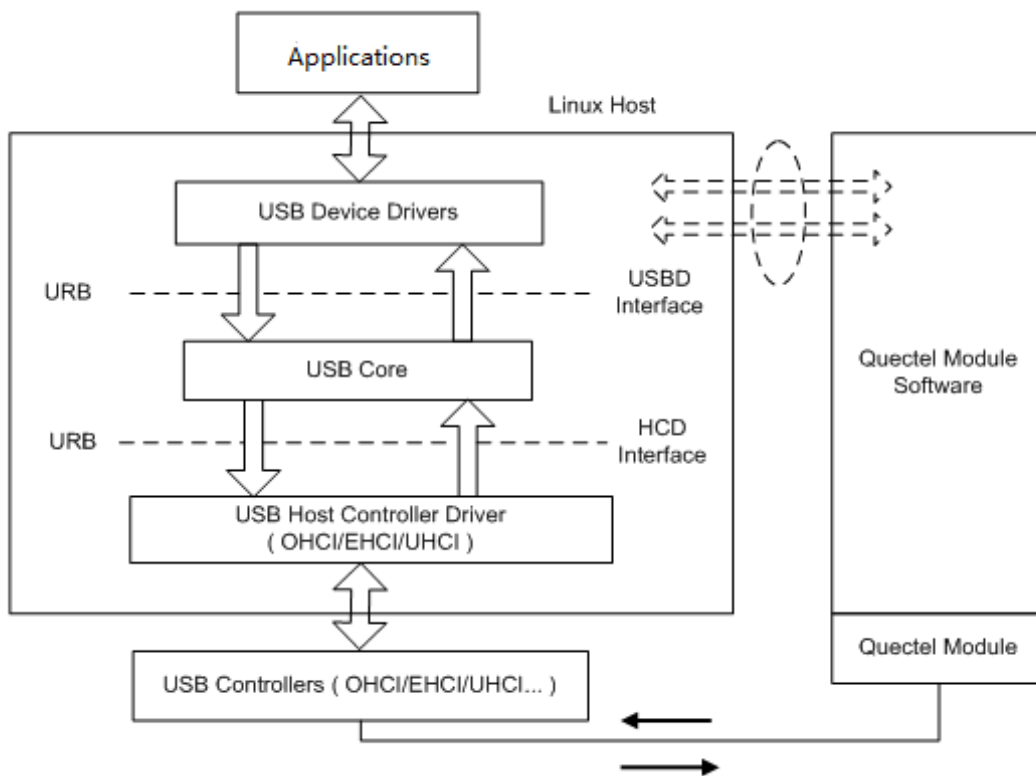 Applications
Linux Host
USB Device Drivers
URB
USBD
Interface
USB Core
Quectel Module
Software
URB
HCD
Interface
USB Host Controller Driver
( OHCI/EHCI/UHCI )
Quectel Module
USB Controllers ( OHCI/EHCI/UHCI... )